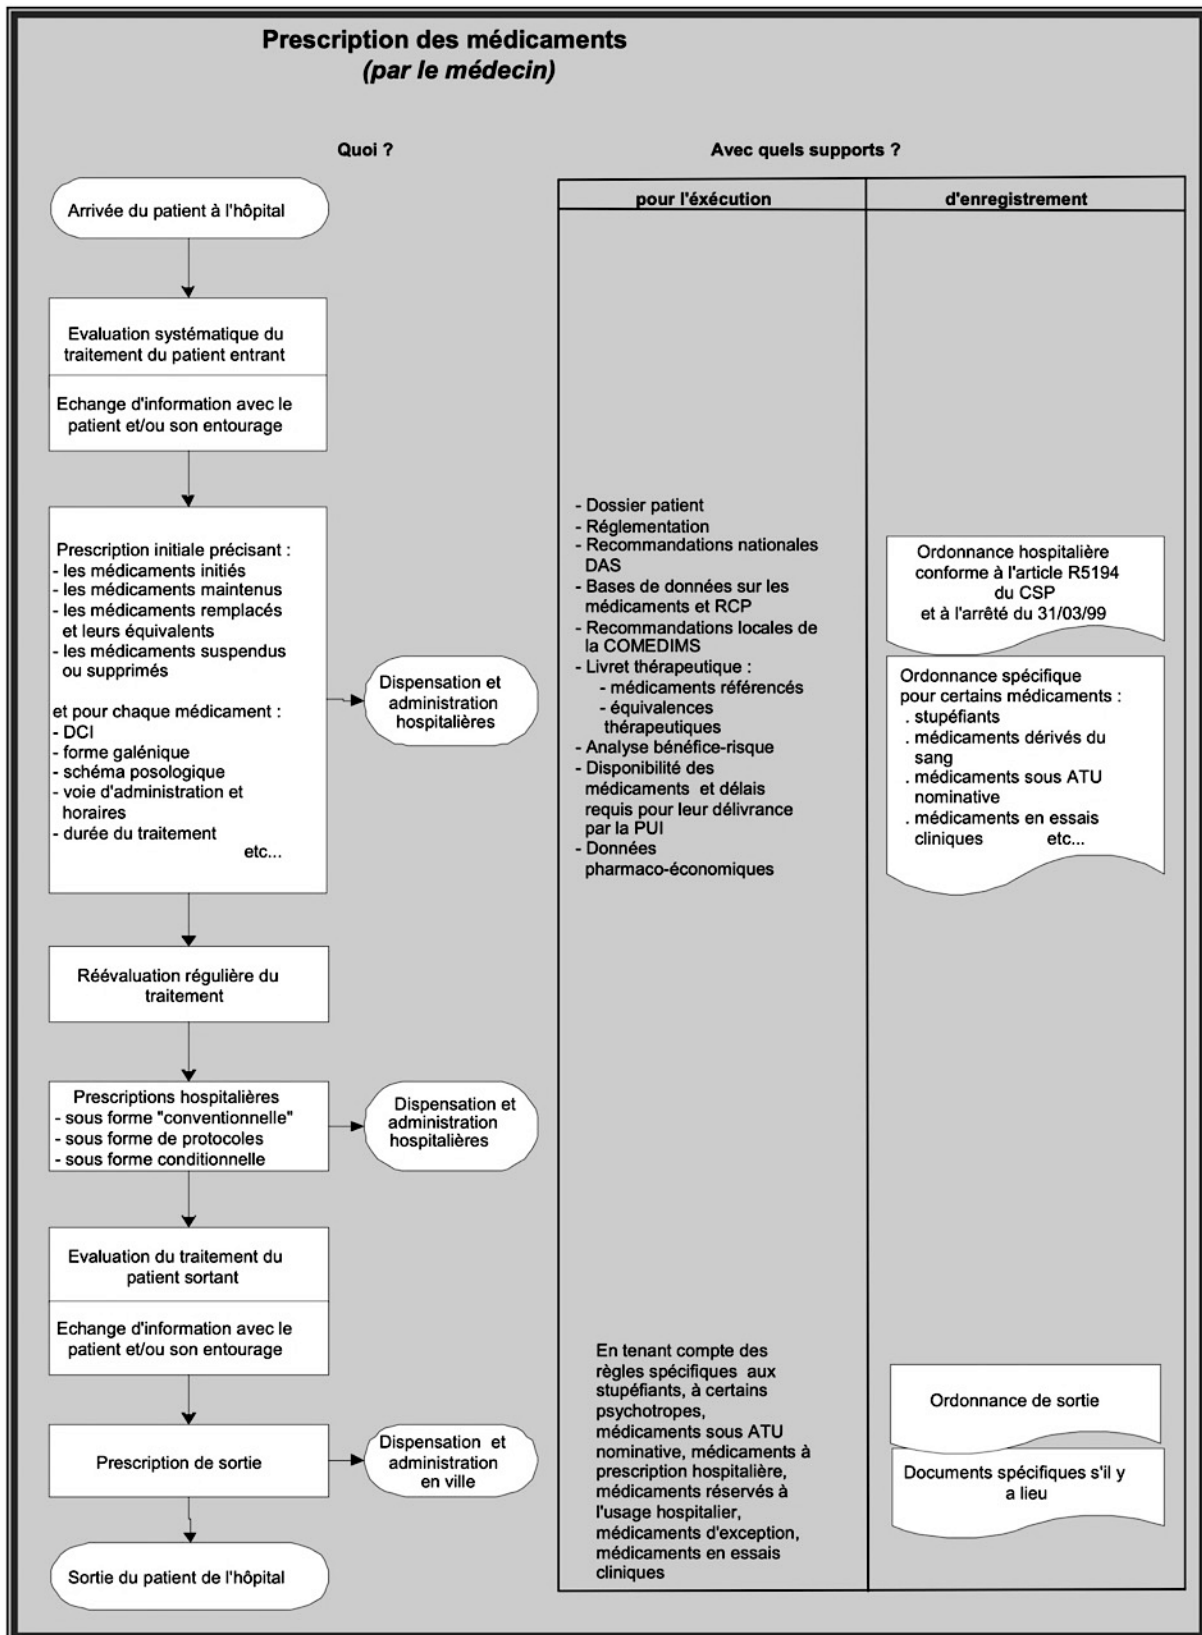 Prescription des médicaments
(par le médecin)
Quoi ?
Avec quels supports ?
pour l'éxécution
d'enregistrement
Arrivée du patient à l'hôpital
Evaluation systématique du
traitement du patient entrant
Echange d'information avec le
patient et/ou son entourage
Prescription initiale précisant :
- les médicaments initiés
- les médicaments maintenus
- les médicaments remplacés
et leurs équivalents
- les médicaments suspendus
ou supprimés
et pour chaque médicament :
- DCI
- forme galénique
- schéma posologique
- voie d'administration et
horaires
- durée du traitement
etc...
Dispensation et
administration
hospitalières
- Dossier patient
- Réglementation
- Recommandations nationales
DAS
- Bases de données sur les
médicaments et RCP
- Recommandations locales de
la COMEDIMS
- Livret thérapeutique :
- médicaments référencés
- équivalences
thérapeutiques
- Analyse bénéfice-risque
- Disponibilité des
médicaments et délais
requis pour leur délivrance
par la PUI
- Données
pharmaco-économiques
Ordonnance hospitalière
conforme à l'article R5194
du CSP
et à l'arrêté du 31/03/99
Ordonnance spécifique
pour certains médicaments :
. stupéfiants
. médicaments dérivés du
sang
. médicaments sous ATU
nominative
. médicaments en essais
cliniques etc...
Réévaluation régulière du
traitement
Prescriptions hospitalières
- sous forme "conventionnelle"
- sous forme de protocoles
- sous forme conditionnelle
Dispensation et
administration
hospitalières
Evaluation du traitement du
patient sortant
Echange d'information avec le
patient et/ou son entourage
Prescription de sortie
Dispensation et
administration
en ville
Sortie du patient de l'hôpital
En tenant compte des
règles spécifiques aux
stupéfiants, à certains
psychotropes,
médicaments sous ATU
nominative, médicaments à
prescription hospitalière,
médicaments réservés à
l'usage hospitalier,
médicaments d'exception,
médicaments en essais
cliniques
Ordonnance de sortie
Documents spécifiques s'il y
a lieu